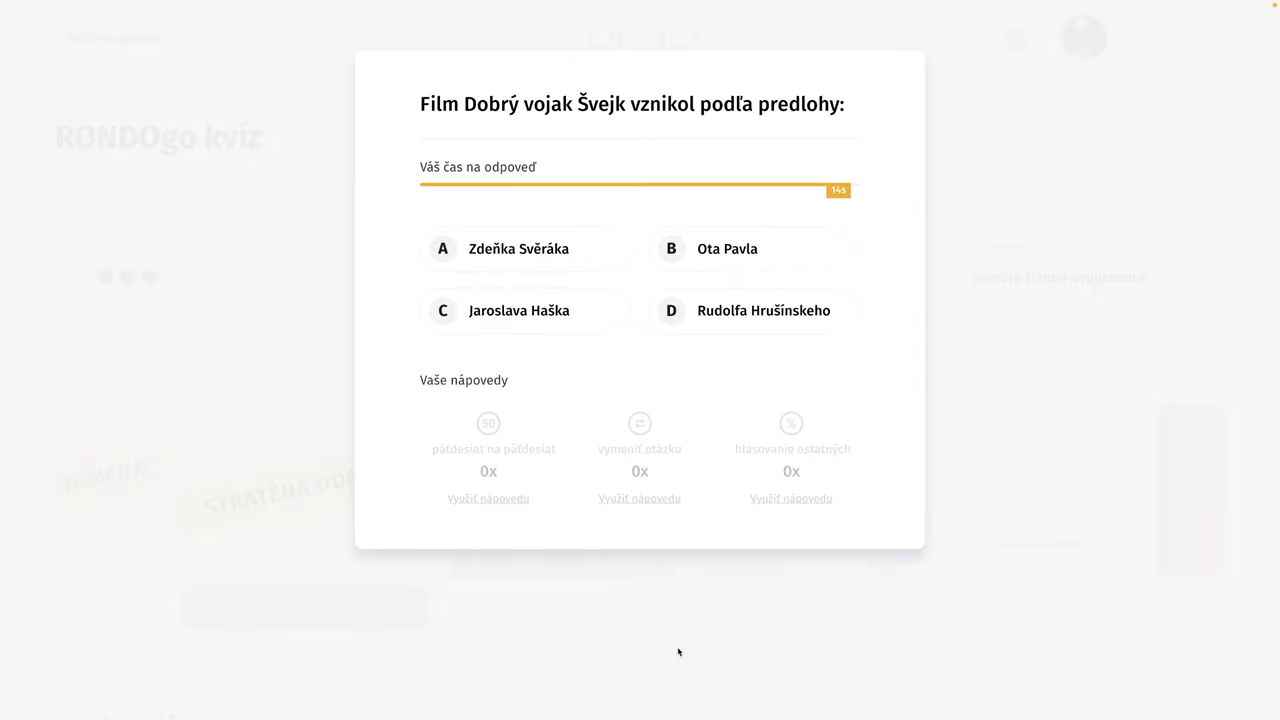 RONDOgo kvíz
Film Dobrý vojak Švejk vznikol podľa predlohy:
Váš čas na odpoveď
14s
A Zdeňka Svěráka
B Ota Pavla
C Jaroslava Haška
D Rudolfa Hrušínskeho
Vaše nápovedy
50
%
päťdesiat na päťdesiat
vymeniť otázku
hlasovanie ostatných
0x
0x
0x
Využiť nápovedu
Využiť nápovedu
Využiť nápovedu
STRATENÁ